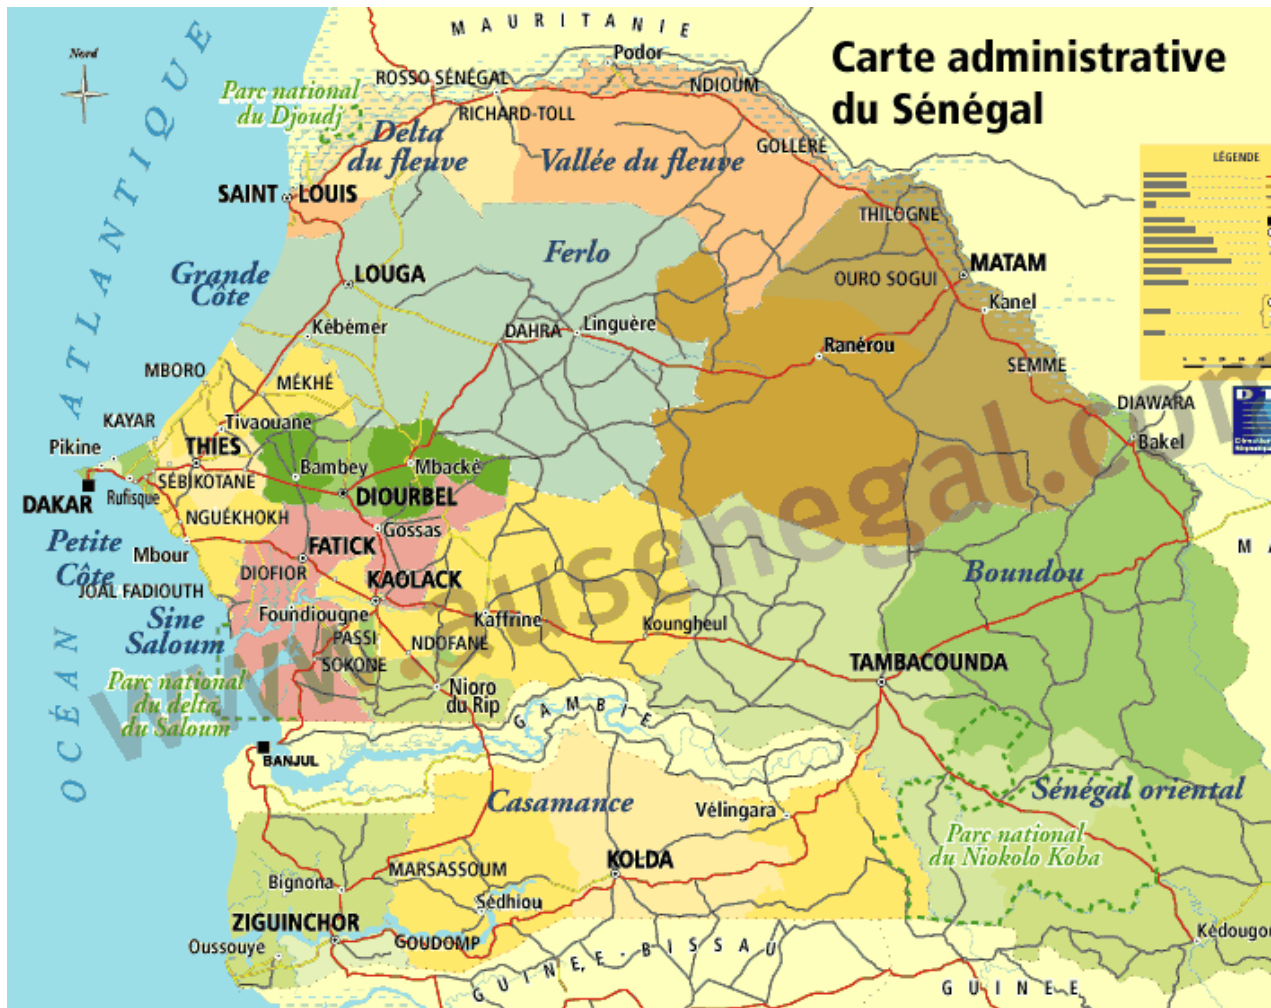 MAURITANIE
Nord
Carte administrative
du Sénégal
Podor
ROSSO SÉNÉGAL
NDIOUM
Parc national
du Djoudj
RICHARD-TOLL
Delta
du fleuve
Vallée du fleuve
GOLLÉRÉ
LÉGENDE
SAINT LOUIS
THILOGNE
OCÉAN ATLANTIQUE
Ferlo
MATAM
Grande
Côte
LOUGA
OURO SOGUI
Kanel
Kébémer
DAHRA
Linguère
Ranérou
SEMME
MBORO
MÉKHÉ
DIAWARA
KAYAR
Tivaouane
Bakel
Pikine
THIES
Bambey
Mbacké
SÉBIKOTANE
DAKAR
Rufisque
DIOURBEL
NGUÉKHOKH
Gossas
Petite
Côte
Mbour
FATICK
DIOFIOR
KAOLACK
Boundou
MA
JOAL FADIOUTH
Foundiougne
Kaffrine
Koungheul
Sine
Saloum
PASSI
NDOFANE
SOKONE
TAMBACOUNDA
Parc national
du delta
du Saloum
Nioro
du Rip
GAMBIE
BANJUL
Casamance
Vélingara
Sénégal oriental
Parc national
du Niokolo Koba
KOLDA
MARSASSOUM
Bignona
Sédhiou
ZIGUINCHOR
Oussouye
GOUDOMP
GUINEE-BISSAU
Kédougou
GUINEE
www.ausenegal.com